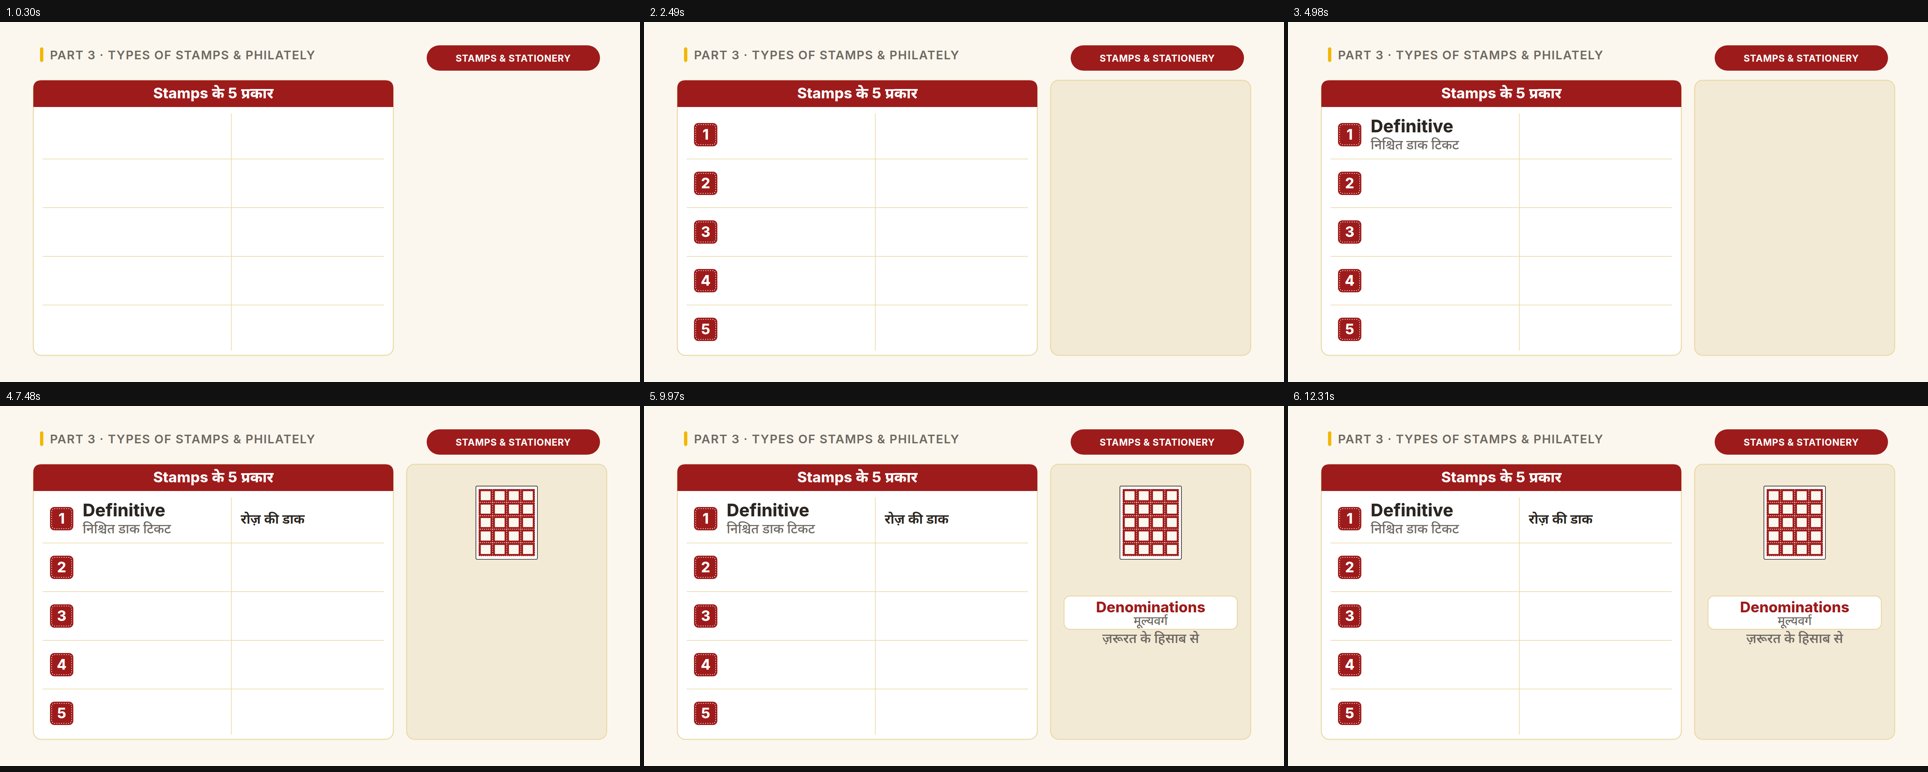 1. 0.30s
PART 3 · TYPES OF STAMPS & PHILATELY
STAMPS & STATIONERY
Stamps के 5 प्रकार
2. 2.49s
PART 3 · TYPES OF STAMPS & PHILATELY
STAMPS & STATIONERY
Stamps के 5 प्रकार
1
2
3
4
5
3. 4.98s
PART 3 · TYPES OF STAMPS & PHILATELY
STAMPS & STATIONERY
Stamps के 5 प्रकार
1 Definitive
निश्चित डाक टिकट
2
3
4
5
4. 7.48s
PART 3 · TYPES OF STAMPS & PHILATELY
STAMPS & STATIONERY
Stamps के 5 प्रकार
1 Definitive
निश्चित डाक टिकट
रोज़ की डाक
2
3
4
5
5. 9.97s
PART 3 · TYPES OF STAMPS & PHILATELY
STAMPS & STATIONERY
Stamps के 5 प्रकार
1 Definitive
निश्चित डाक टिकट
रोज़ की डाक
2
3
4
5
Denominations
मूल्यवर्ग
ज़रूरत के हिसाब से
6. 12.31s
PART 3 · TYPES OF STAMPS & PHILATELY
STAMPS & STATIONERY
Stamps के 5 प्रकार
1 Definitive
निश्चित डाक टिकट
रोज़ की डाक
2
3
4
5
Denominations
मूल्यवर्ग
ज़रूरत के हिसाब से